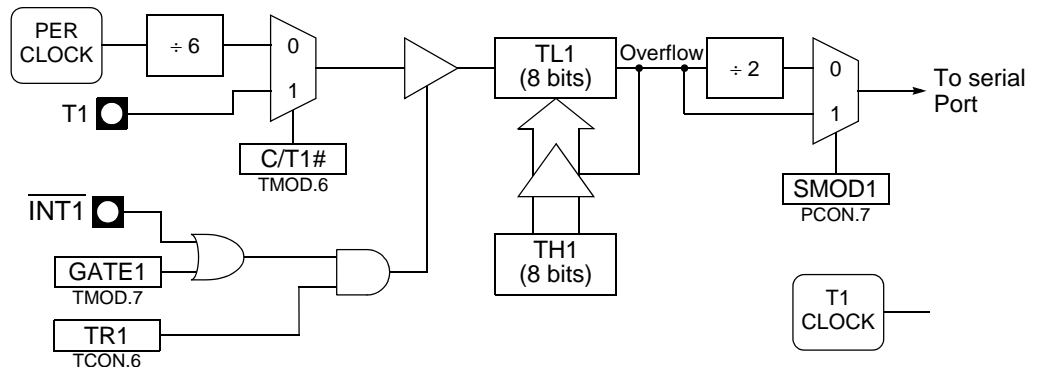 PER
CLOCK
÷ 6
0
1
T1
C/T1#
TMOD.6
INT1
GATE1
TMOD.7
TR1
TCON.6
TL1
(8 bits)
Overflow
÷ 2
0
1
To serial
Port
SMOD1
PCON.7
TH1
(8 bits)
T1
CLOCK